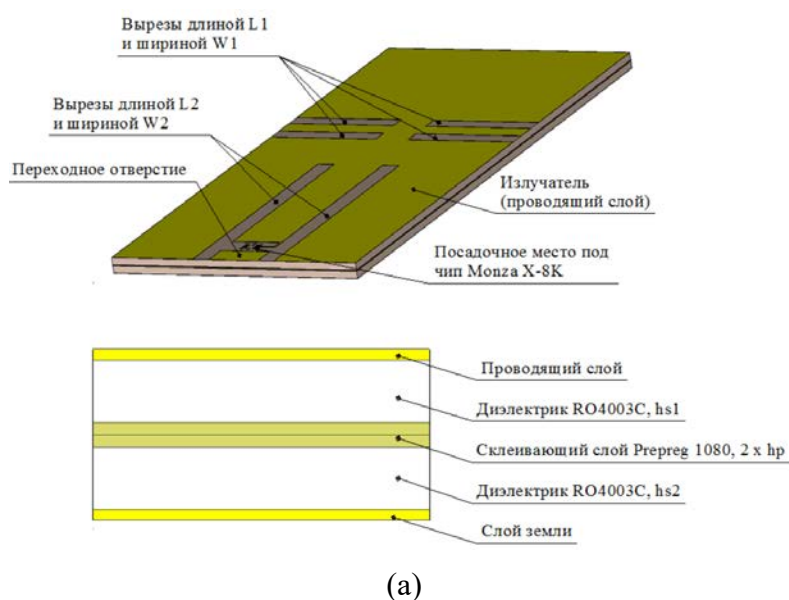 Вырезы длиной L1
и шириной W1
Вырезы длиной L2
и шириной W2
Переходное отверстие
Излучатель
(проводящий слой)
Посадочное место под
чип Monza X-8K
Проводящий слой
Диэлектрик RO4003C, hs1
Склеивающий слой Prepreg 1080, 2 x hp
Диэлектрик RO4003C, hs2
Слой земли
(а)